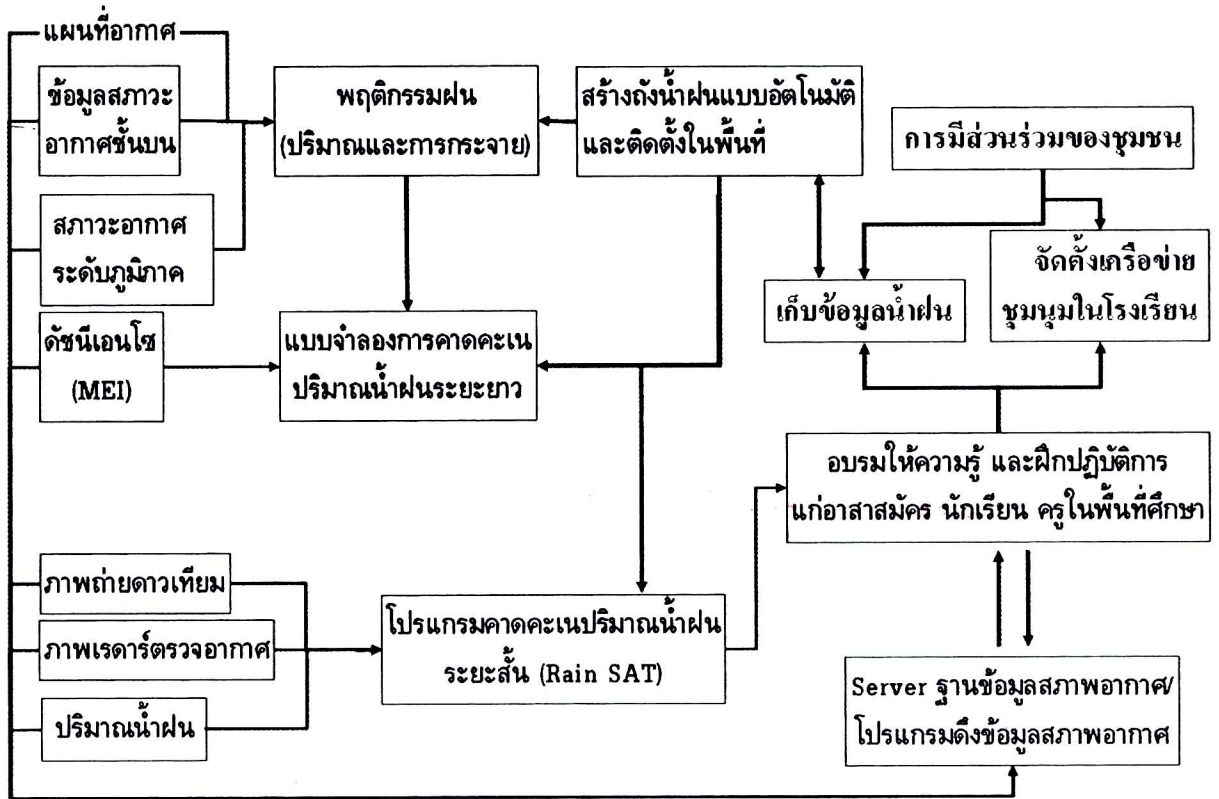 แผนที่อากาศ
ข้อมูลสภาวะ
อากาศชั้นบน
พฤติกรรมฝน
(ปริมาณและการกระจาย)
สร้างถังน้ำฝนแบบอัตโนมัติ
และติดตั้งในพื้นที่
การมีส่วนร่วมของชุมชน
สภาวะอากาศ
ระดับภูมิภาค
จัดตั้งเครือข่าย
ชุมนุมในโรงเรียน
เก็บข้อมูลน้ำฝน
ดัชนีเอนโซ
(MEI)
แบบจำลองการคาดคะเน
ปริมาณน้ำฝนระยะยาว
อบรมให้ความรู้ และฝึกปฏิบัติการ
แก่อาสาสมัคร นักเรียน ครูในพื้นที่ศึกษา
ภาพถ่ายดาวเทียม
ภาพเรดาร์ตรวจอากาศ
ปริมาณน้ำฝน
โปรแกรมคาดคะเนปริมาณน้ำฝน
ระยะสั้น (Rain SAT)
Server ฐานข้อมูลสภาพอากาศ/
โปรแกรมดึงข้อมูลสภาพอากาศ